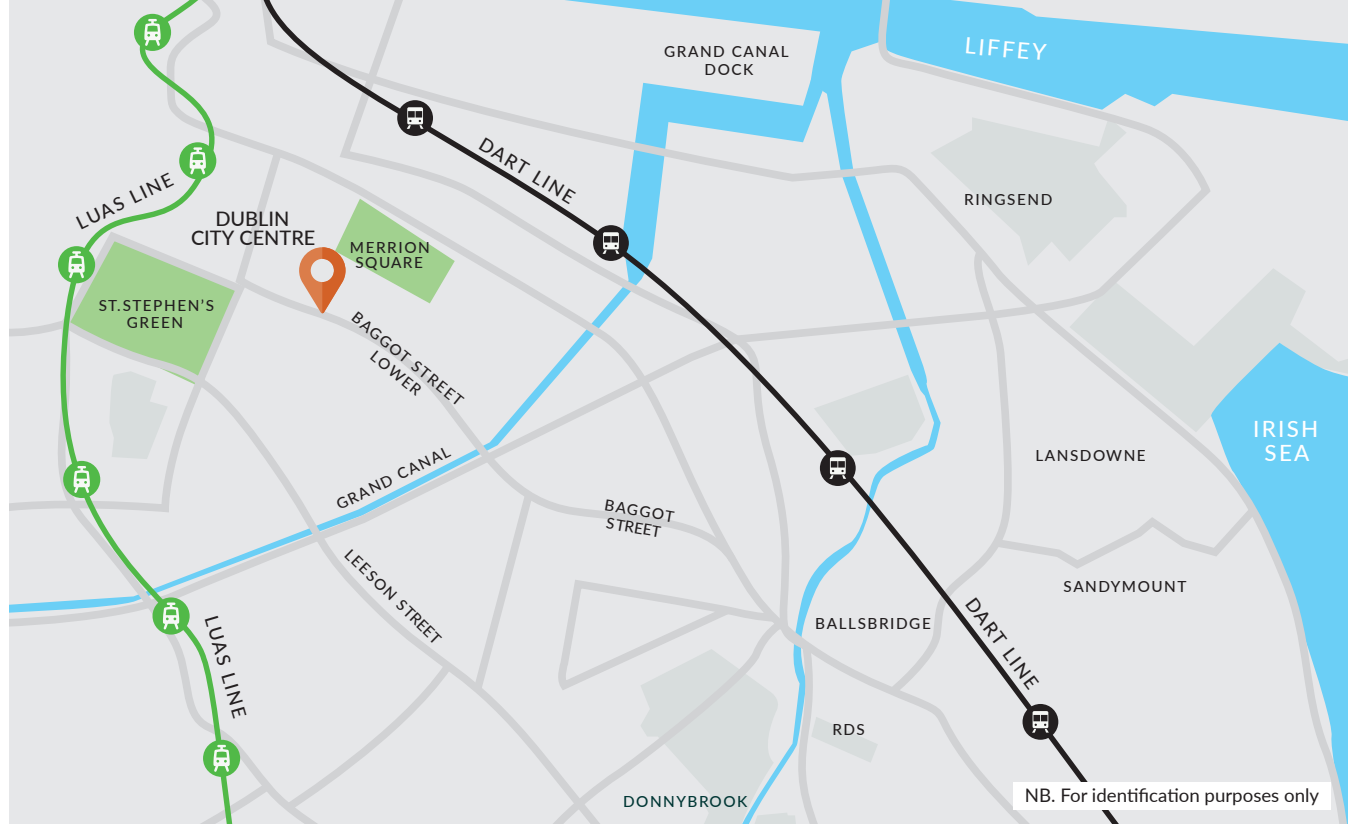 LIFFEY
GRAND CANAL
DOCK
DART LINE
LUAS LINE
RINGSEND
DUBLIN
CITY CENTRE
MERRION
SQUARE
ST.STEPHEN'S
GREEN
BAGGOT STREET
LOWER
IRISH
SEA
LANSDOWNE
GRAND CANAL
BAGGOT
STREET
LEESON STREET
SANDYMOUNT
BALLSBRIDGE
DART LINE
LUAS LINE
RDS
DONNYBROOK
NB. For identification purposes only